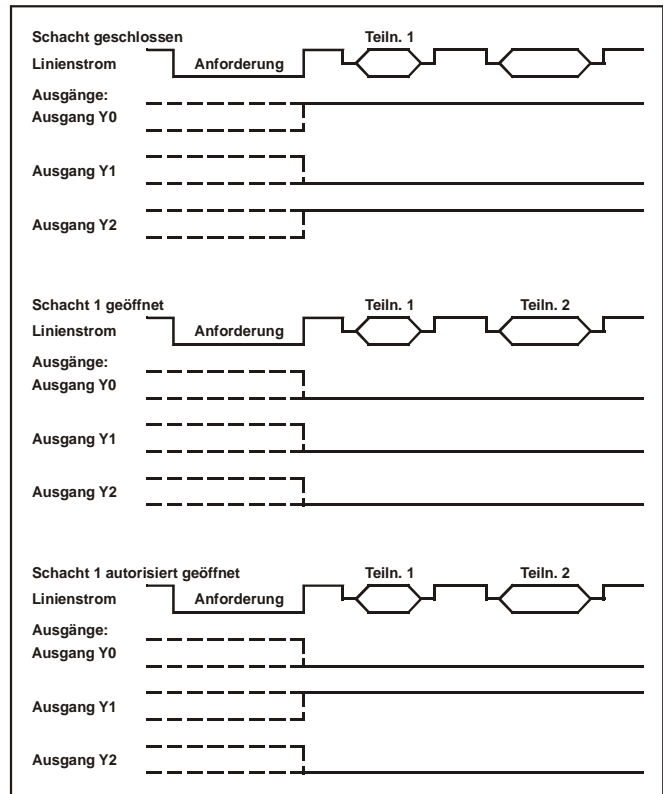 Schacht geschlossen Teiln. 1
Linienstrom Anforderung
Ausgänge:
Ausgang Y0
Ausgang Y1
Ausgang Y2
Schacht 1 geöffnet Teiln. 1 Teiln. 2
Linienstrom Anforderung
Ausgänge:
Ausgang Y0
Ausgang Y1
Ausgang Y2
Schacht 1 autorisiert geöffnet Teiln. 1 Teiln. 2
Linienstrom Anforderung
Ausgänge:
Ausgang Y0
Ausgang Y1
Ausgang Y2